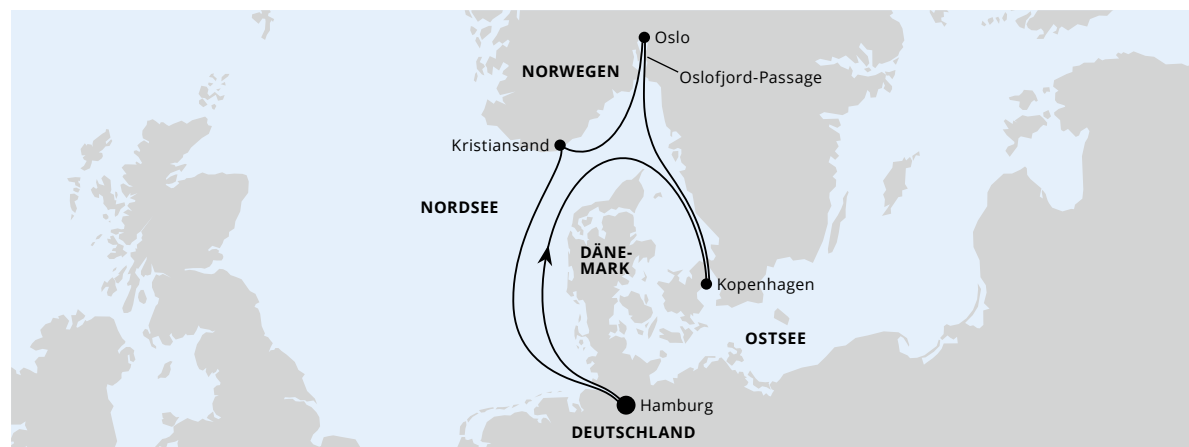 Oslo
NORWEGEN
Oslofjord-Passage
Kristiansand
NORDSEE
DÄNE-
MARK
Kopenhagen
OSTSEE
Hamburg
DEUTSCHLAND